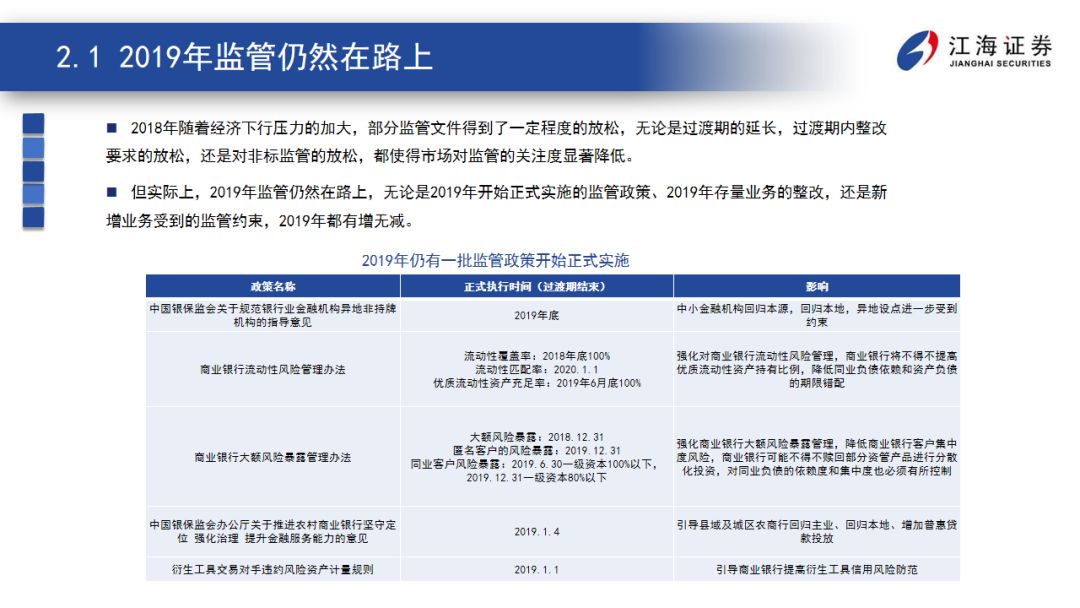 2.1 2019年监管仍然在路上
江海证券
JIANGHAI SECURITIES
■ 2018年随着经济下行压力的加大，部分监管文件得到了一定程度的放松，无论是过渡期的延长，过渡期内整改
要求的放松，还是对非标监管的放松，都使得市场对监管的关注度显著降低。
■ 但实际上，2019年监管仍然在路上，无论是2019年开始正式实施的监管政策、2019年存量业务的整改，还是新
增业务受到的监管约束，2019年都有增无减。
2019年仍有一批监管政策开始正式实施
政策名称 正式执行时间（过渡期结束） 影响
中国银保监会关于规范银行业金融机构异地非持牌
机构的指导意见
2019年底
中小金融机构回归本源，回归本地，异地设点进一步受到
约束
商业银行流动性风险管理办法
流动性覆盖率：2018年底100%
流动性匹配率：2020.1.1
优质流动性资产充足率：2019年6月底100%
强化对商业银行流动性风险管理，商业银行将不得不提高
优质流动性资产持有比例，降低同业负债依赖和资产负债
的期限错配
商业银行大额风险暴露管理办法
大额风险暴露：2018.12.31
匿名客户的风险暴露：2019.12.31
同业客户风险暴露：2019.6.30一级资本100%以下，
2019.12.31一级资本80%以下
强化商业银行大额风险暴露管理，降低商业银行客户集中
度风险，商业银行可能不得不赎回部分资管产品进行分散
化投资，对同业负债的依赖度和集中度也必须有所控制
中国银保监会办公厅关于推进农村商业银行坚守定
位 强化治理 提升金融服务能力的意见
2019.1.4
引导县域及城区农商行回归主业、回归本地、增加普惠贷
款投放
衍生工具交易对手违约风险资产计量规则
2019.1.1
引导商业银行提高衍生工具信用风险防范